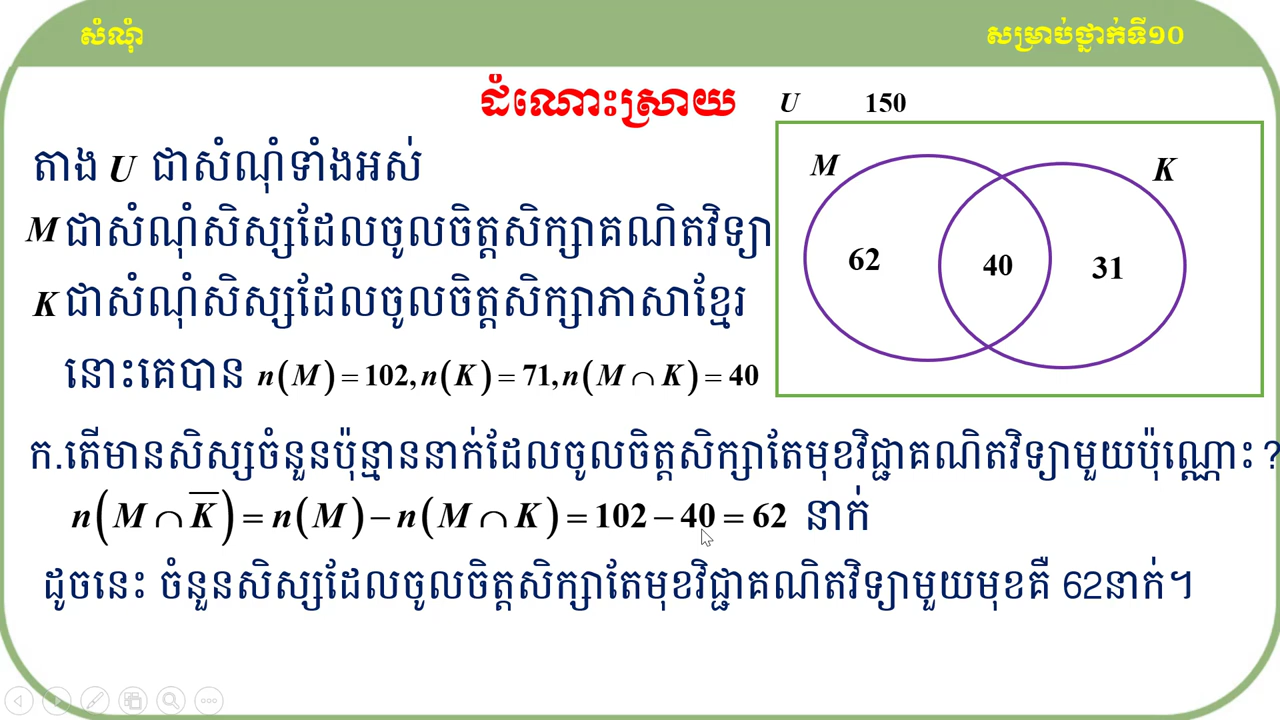 សំណុំ
សម្រាប់ថ្នាក់ទី១០
ដំណោះស្រាយ
U 150
តាង U ជាសំណុំទាំងអស់
M ជាសំណុំសិស្សដែលចូលចិត្តសិក្សាគណិតវិទ្យា
K ជាសំណុំសិស្សដែលចូលចិត្តសិក្សាភាសាខ្មែរ
នោះគេបាន n(M) = 102, n(K) = 71, n(M ∩ K) = 40
M K
62 40 31
ក.តើមានសិស្សចំនួនប៉ុន្មាននាក់ដែលចូលចិត្តសិក្សាតែមុខវិជ្ជាគណិតវិទ្យាមួយប៉ុណ្ណោះ?
n(M ∩ K̅) = n(M) − n(M ∩ K) = 102 − 40 = 62 នាក់
ដូចនេះ ចំនួនសិស្សដែលចូលចិត្តសិក្សាតែមុខវិជ្ជាគណិតវិទ្យាមួយមុខគឺ 62នាក់។